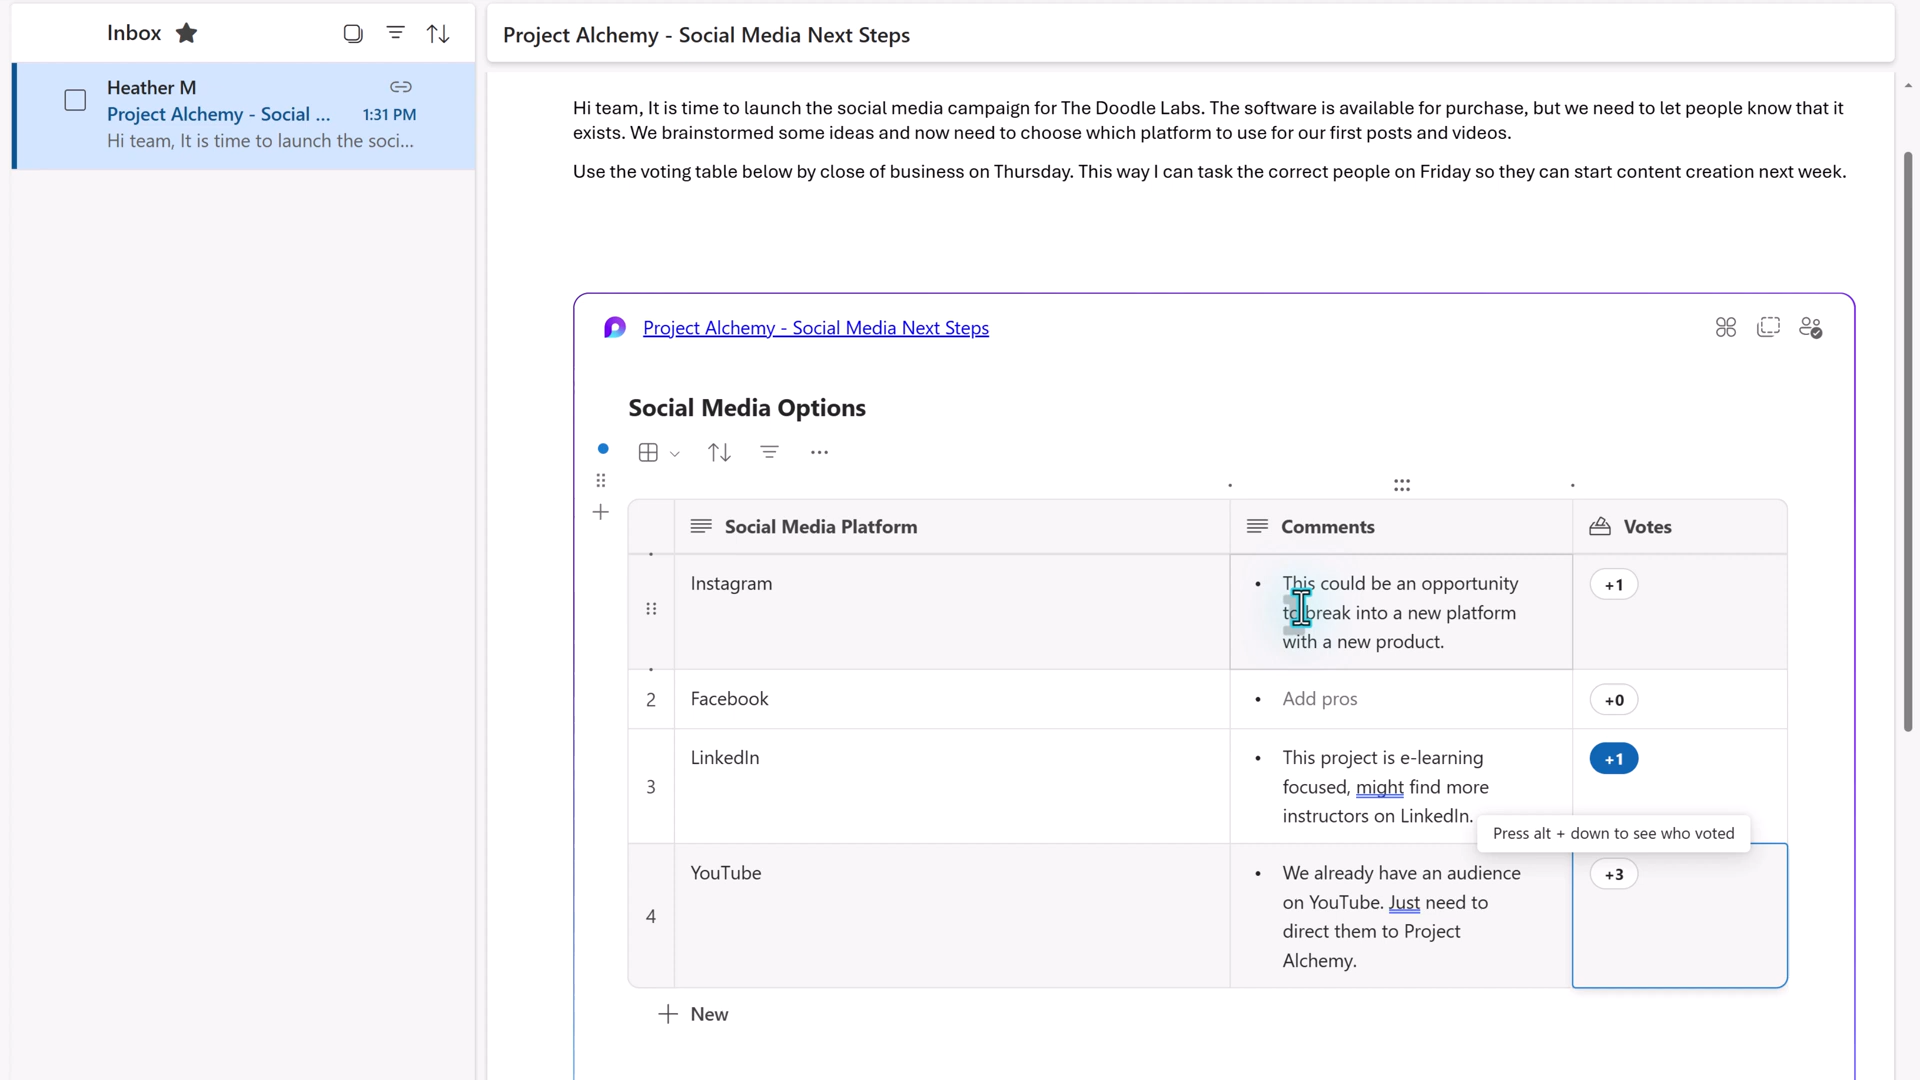 Inbox
Project Alchemy - Social Media Next Steps
Heather M
Project Alchemy - Social ... 1:31 PM
Hi team, It is time to launch the soci...
Hi team, It is time to launch the social media campaign for The Doodle Labs. The software is available for purchase, but we need to let people know that it
exists. We brainstormed some ideas and now need to choose which platform to use for our first posts and videos.
Use the voting table below by close of business on Thursday. This way I can task the correct people on Friday so they can start content creation next week.
Project Alchemy - Social Media Next Steps
Social Media Options
Social Media Platform
Comments
Votes
Instagram
• This could be an opportunity
to break into a new platform
with a new product.
+1
2
Facebook
• Add pros
+0
3
LinkedIn
• This project is e-learning
focused, might find more
instructors on LinkedIn.
+1
Press alt + down to see who voted
4
YouTube
• We already have an audience
on YouTube. Just need to
direct them to Project
Alchemy.
+3
+ New